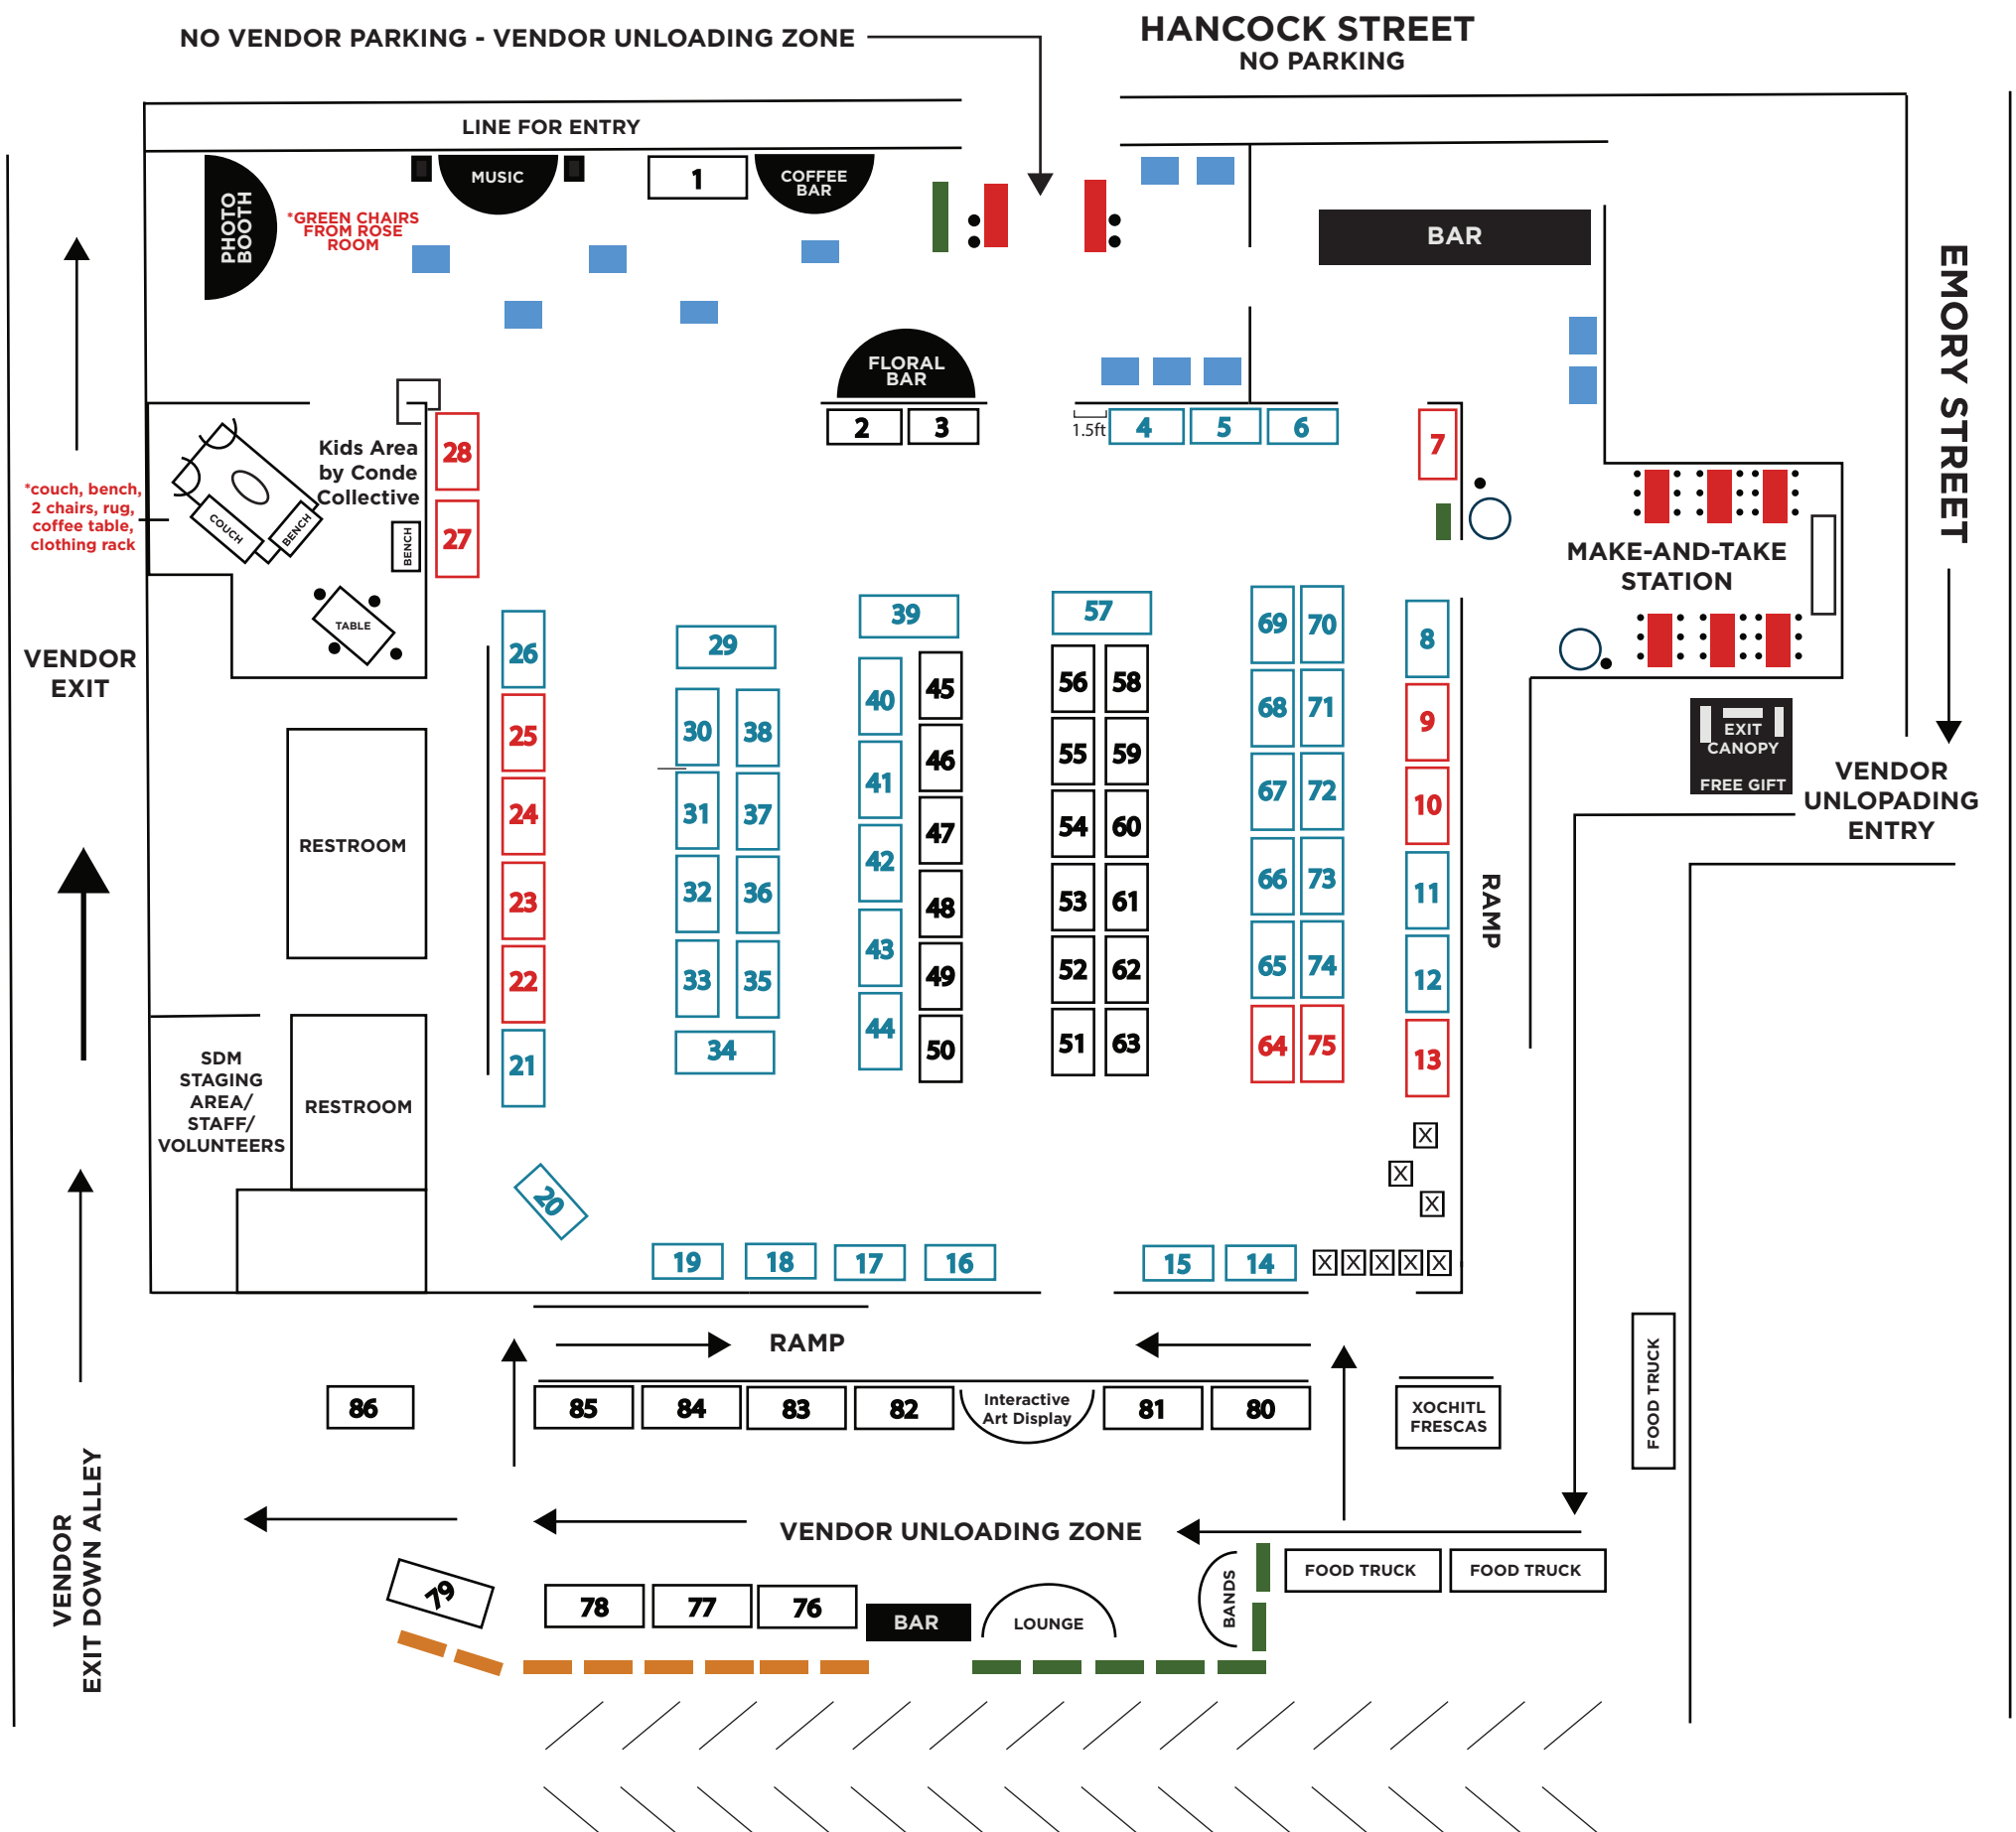 NO VENDOR PARKING - VENDOR UNLOADING ZONE
HANCOCK STREET
NO PARKING
LINE FOR ENTRY
PHOTO
BOOTH
*GREEN CHAIRS
FROM ROSE
ROOM
MUSIC
1
COFFEE
BAR
BAR
EMORY STREET
FLORAL
BAR
2
3
1.5ft
4
5
6
7
Kids Area
by Conde
Collective
COUCH
BENCH
BENCH
TABLE
28
27
*couch, bench,
2 chairs, rug,
coffee table,
clothing rack
MAKE-AND-TAKE
STATION
VENDOR
EXIT
EXIT
CANOPY
FREE GIFT
VENDOR
UNLOPADING
ENTRY
26
25
24
23
22
21
29
30
38
31
37
32
36
33
35
34
39
40
41
42
43
44
45
46
47
48
49
50
57
56
58
55
59
54
60
53
61
52
62
51
63
69
70
68
71
67
72
66
73
65
74
64
75
8
9
10
11
12
13
RAMP
RESTROOM
SDM
STAGING
AREA/
STAFF/
VOLUNTEERS
RESTROOM
X
X
X
20
19
18
17
16
15
14
X X X X X
RAMP
86
85
84
83
82
Interactive
Art Display
81
80
XOCHITL
FRESCAS
FOOD TRUCK
VENDOR
EXIT DOWN ALLEY
VENDOR UNLOADING ZONE
79
78
77
76
BAR
LOUNGE
BANDS
FOOD TRUCK
FOOD TRUCK